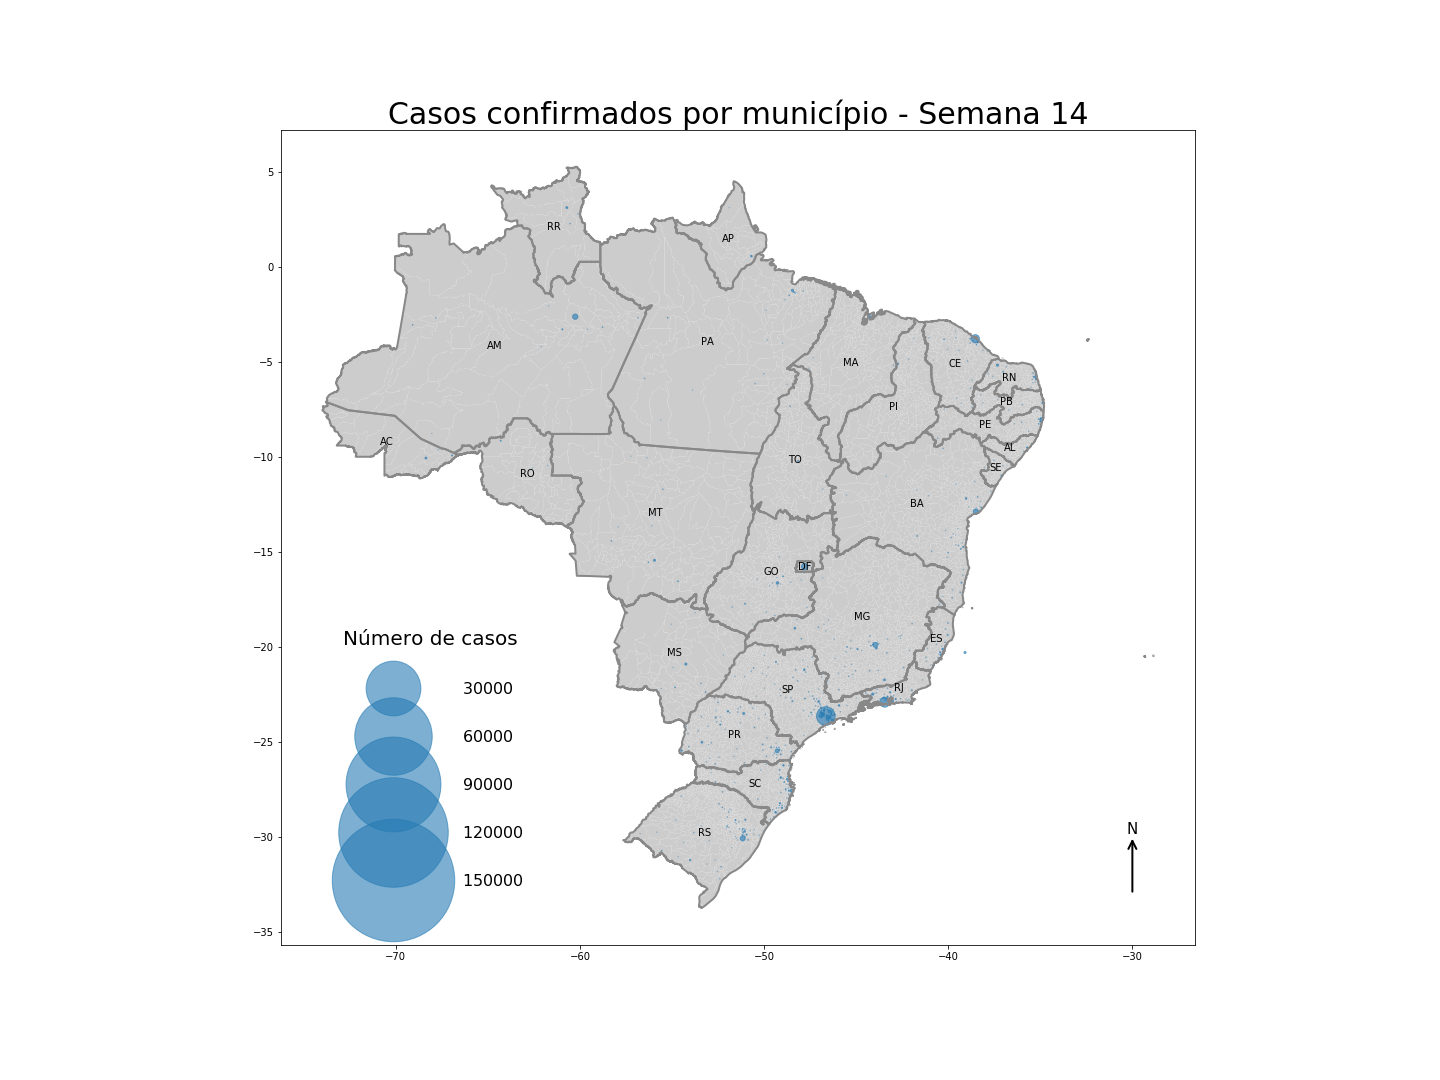 Casos confirmados por município - Semana 14
5
0
−5
−10
−15
−20
−25
−30
−35
−70
−60
−50
−40
−30
RR
AP
AM
PA
MA
CE
RN
PB
PI
PE
AL
SE
AC
TO
RO
BA
MT
GO
DF
MG
ES
MS
SP
RJ
PR
SC
RS
Número de casos
30000
60000
90000
120000
150000
N